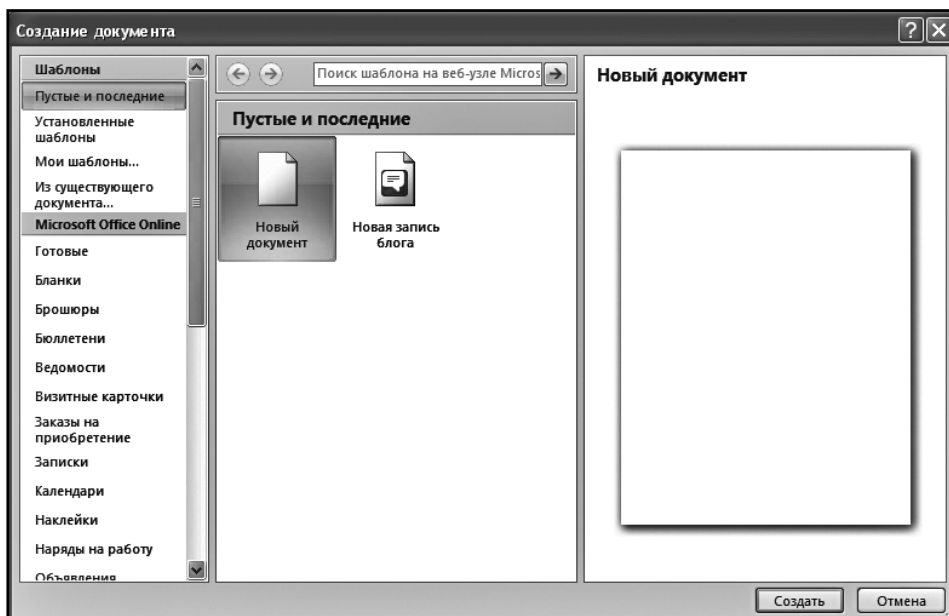 Создание документа
Шаблоны
Пустые и последние
Установленные
шаблоны
Мои шаблоны...
Из существующего
документа...
Microsoft Office Online
Готовые
Бланки
Брошюры
Бюллетени
Ведомости
Визитные карточки
Заказы на
приобретение
Записки
Календари
Наклейки
Наряды на работу
Объявления
Поиск шаблона на веб-узле Micros
Пустые и последние
Новый
документ
Новая запись
блога
Новый документ
Создать
Отмена